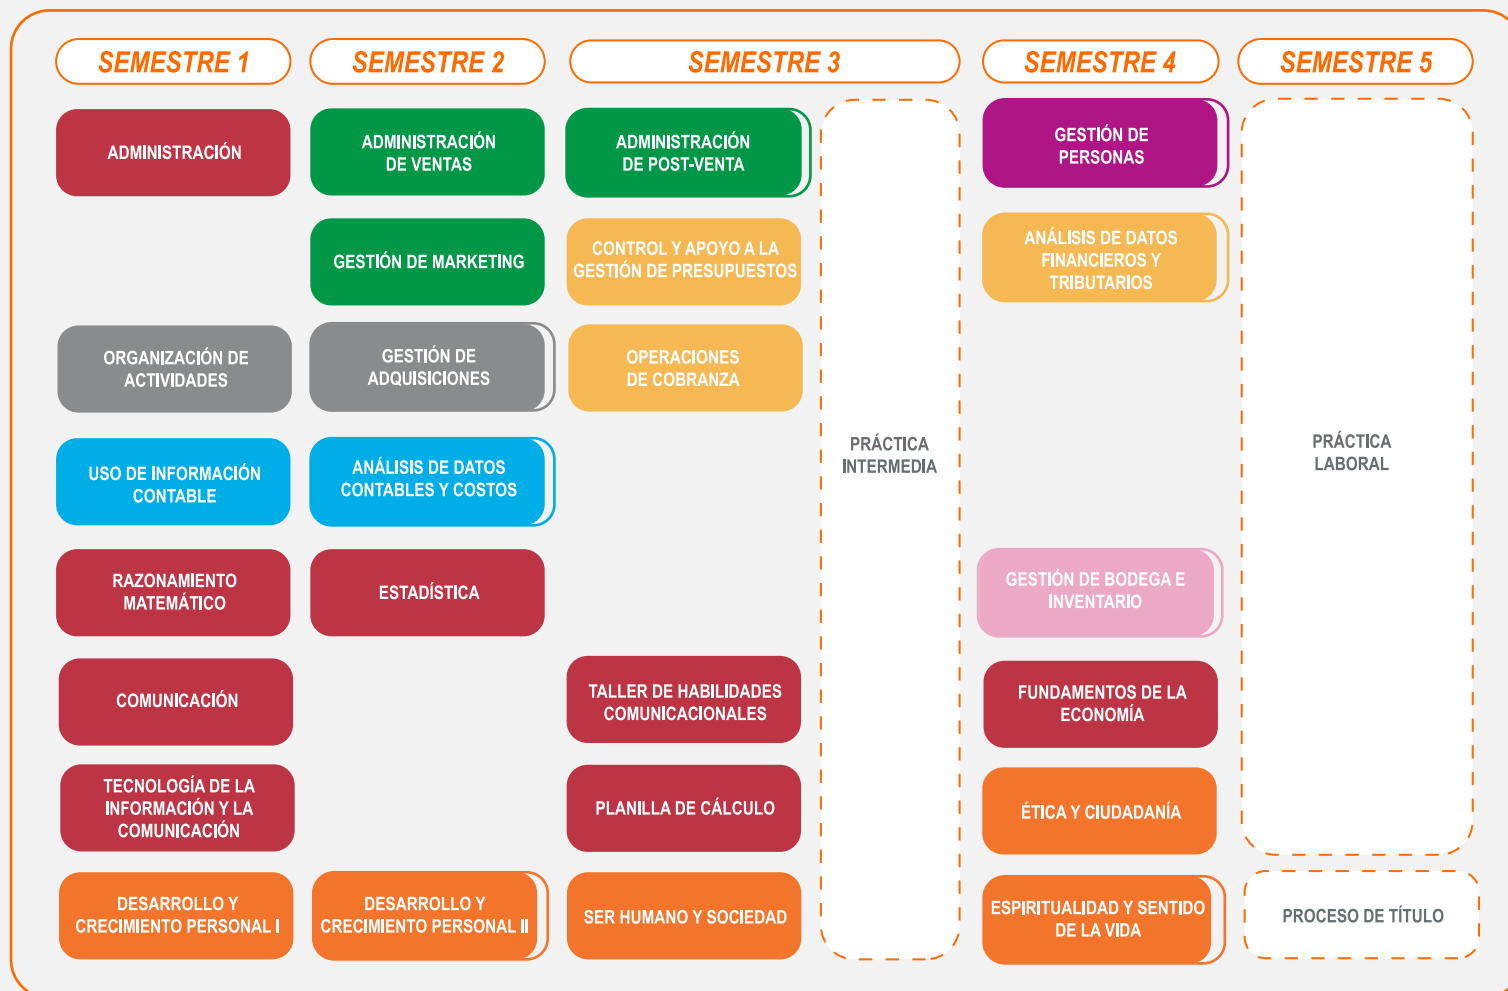 SEMESTRE 1
SEMESTRE 2
SEMESTRE 3
SEMESTRE 4
SEMESTRE 5
ADMINISTRACIÓN
ORGANIZACIÓN DE
ACTIVIDADES
USO DE INFORMACIÓN
CONTABLE
RAZONAMIENTO
MATEMÁTICO
COMUNICACIÓN
TECNOLOGÍA DE LA
INFORMACIÓN Y LA
COMUNICACIÓN
DESARROLLO Y
CRECIMIENTO PERSONAL I
ADMINISTRACIÓN
DE VENTAS
GESTIÓN DE MARKETING
GESTIÓN DE
ADQUISICIONES
ANÁLISIS DE DATOS
CONTABLES Y COSTOS
ESTADÍSTICA
DESARROLLO Y
CRECIMIENTO PERSONAL II
ADMINISTRACIÓN
DE POST-VENTA
CONTROL Y APOYO A LA
GESTIÓN DE PRESUPUESTOS
OPERACIONES
DE COBRANZA
TALLER DE HABILIDADES
COMUNICACIONALES
PLANILLA DE CÁLCULO
SER HUMANO Y SOCIEDAD
PRÁCTICA
INTERMEDIA
GESTIÓN DE
PERSONAS
ANÁLISIS DE DATOS
FINANCIEROS Y
TRIBUTARIOS
GESTIÓN DE BODEGA E
INVENTARIO
FUNDAMENTOS DE LA
ECONOMÍA
ÉTICA Y CIUDADANÍA
ESPIRITUALIDAD Y SENTIDO
DE LA VIDA
PRÁCTICA
LABORAL
PROCESO DE TÍTULO